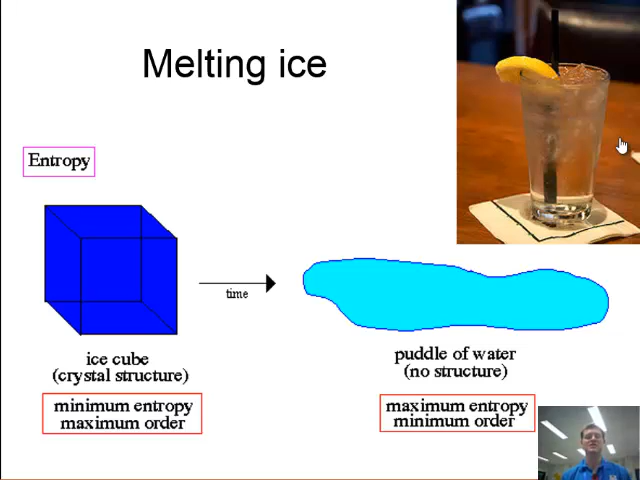 Melting ice
Entropy
time
ice cube
(crystal structure)
minimum entropy
maximum order
puddle of water
(no structure)
maximum entropy
minimum order